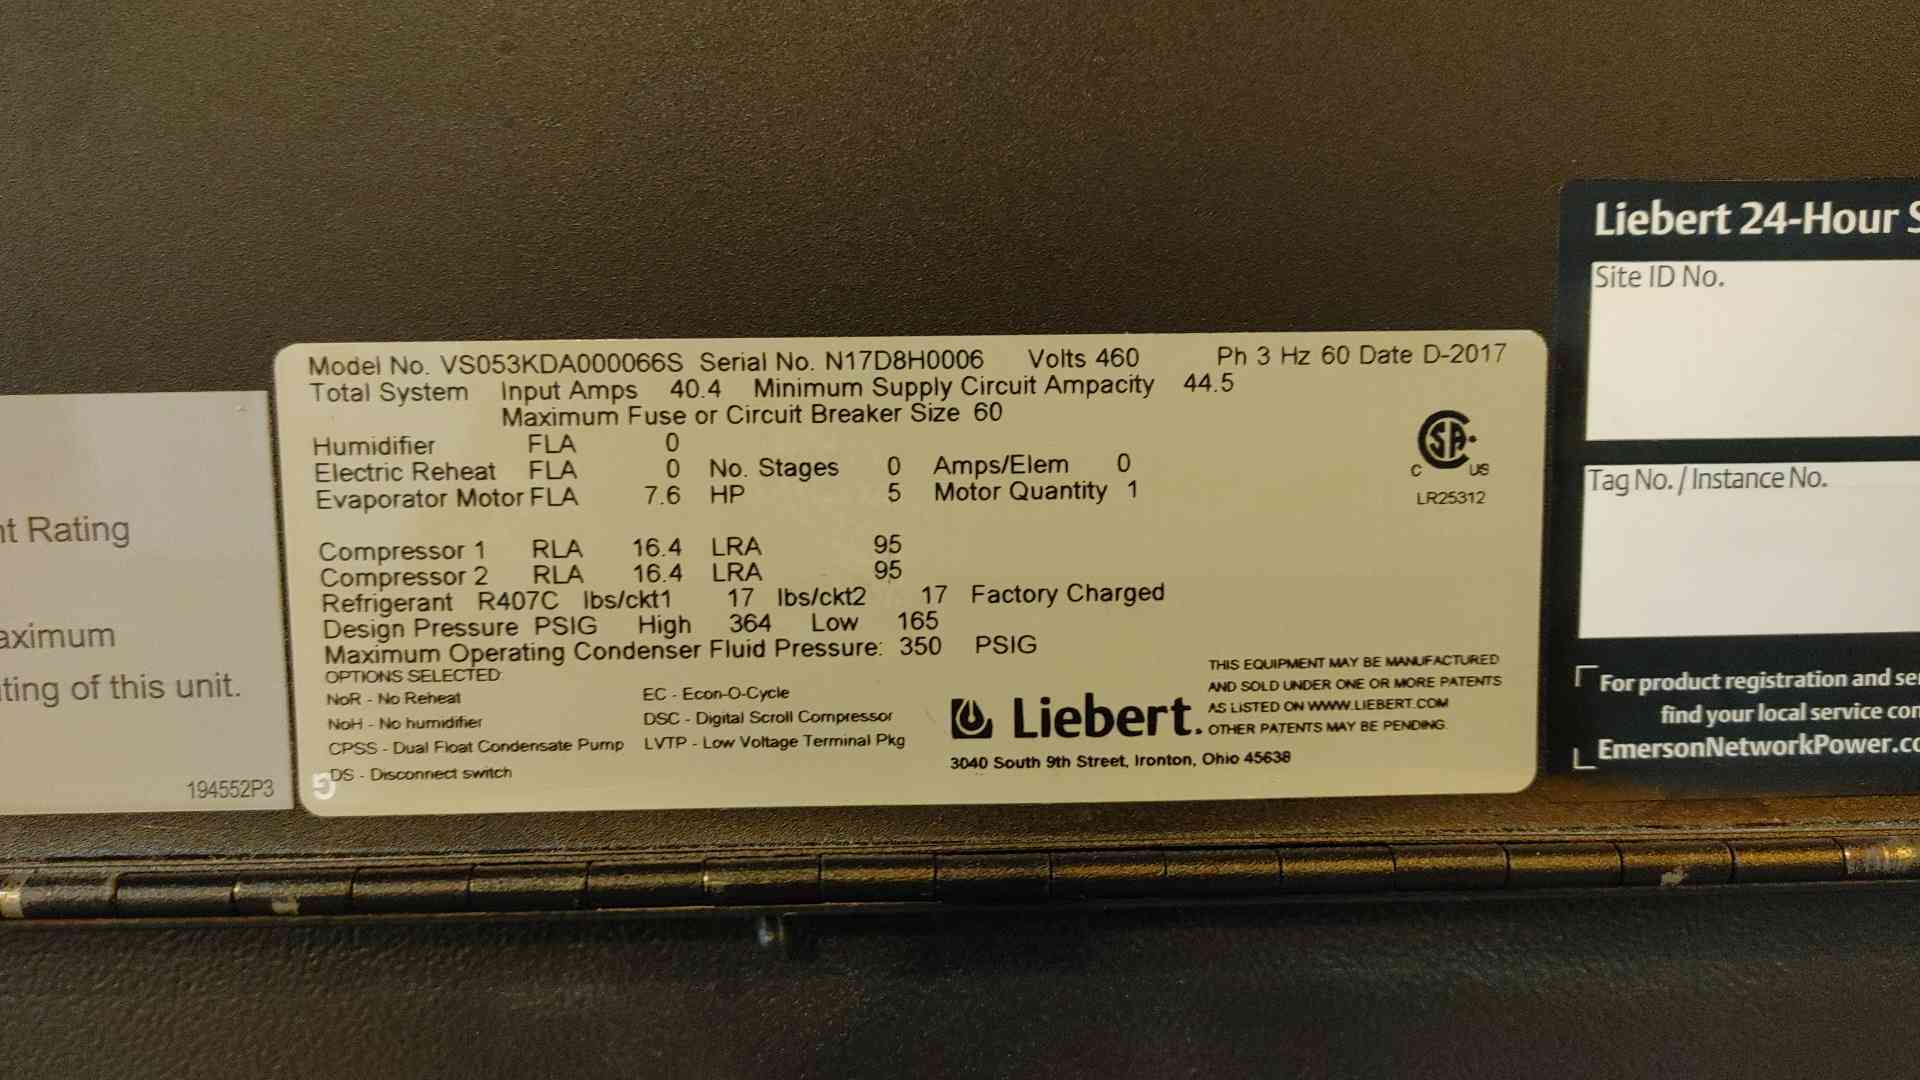 Model No. VS053KDA000066S Serial No. N17D8H0006 Volts 460 Ph 3 Hz 60 Date D-2017
Total System Input Amps 40.4 Minimum Supply Circuit Ampacity 44.5
Maximum Fuse or Circuit Breaker Size 60
Humidifier FLA 0
Electric Reheat FLA 0 No. Stages 0 Amps/Elem 0
Evaporator Motor FLA 7.6 HP 5 Motor Quantity 1
Compressor 1 RLA 16.4 LRA 95
Compressor 2 RLA 16.4 LRA 95
Refrigerant R407C lbs/ckt1 17 lbs/ckt2 17 Factory Charged
Design Pressure PSIG High 364 Low 165
Maximum Operating Condenser Fluid Pressure: 350 PSIG
OPTIONS SELECTED
NoR - No Reheat
NoH - No humidifier
CPSS - Dual Float Condensate Pump
DS - Disconnect switch
EC - Econ-O-Cycle
DSC - Digital Scroll Compressor
LVTP - Low Voltage Terminal Pkg
5
Liebert.
3040 South 9th Street, Ironton, Ohio 45638
THIS EQUIPMENT MAY BE MANUFACTURED
AND SOLD UNDER ONE OR MORE PATENTS
AS LISTED ON WWW.LIEBERT.COM
OTHER PATENTS MAY BE PENDING.
SA
C US
LR25312
nt Rating
aximum
ting of this unit.
194552P3
Liebert 24-Hour S
Site ID No.
Tag No. / Instance No.
For product registration and se
find your local service con
EmersonNetworkPower.co